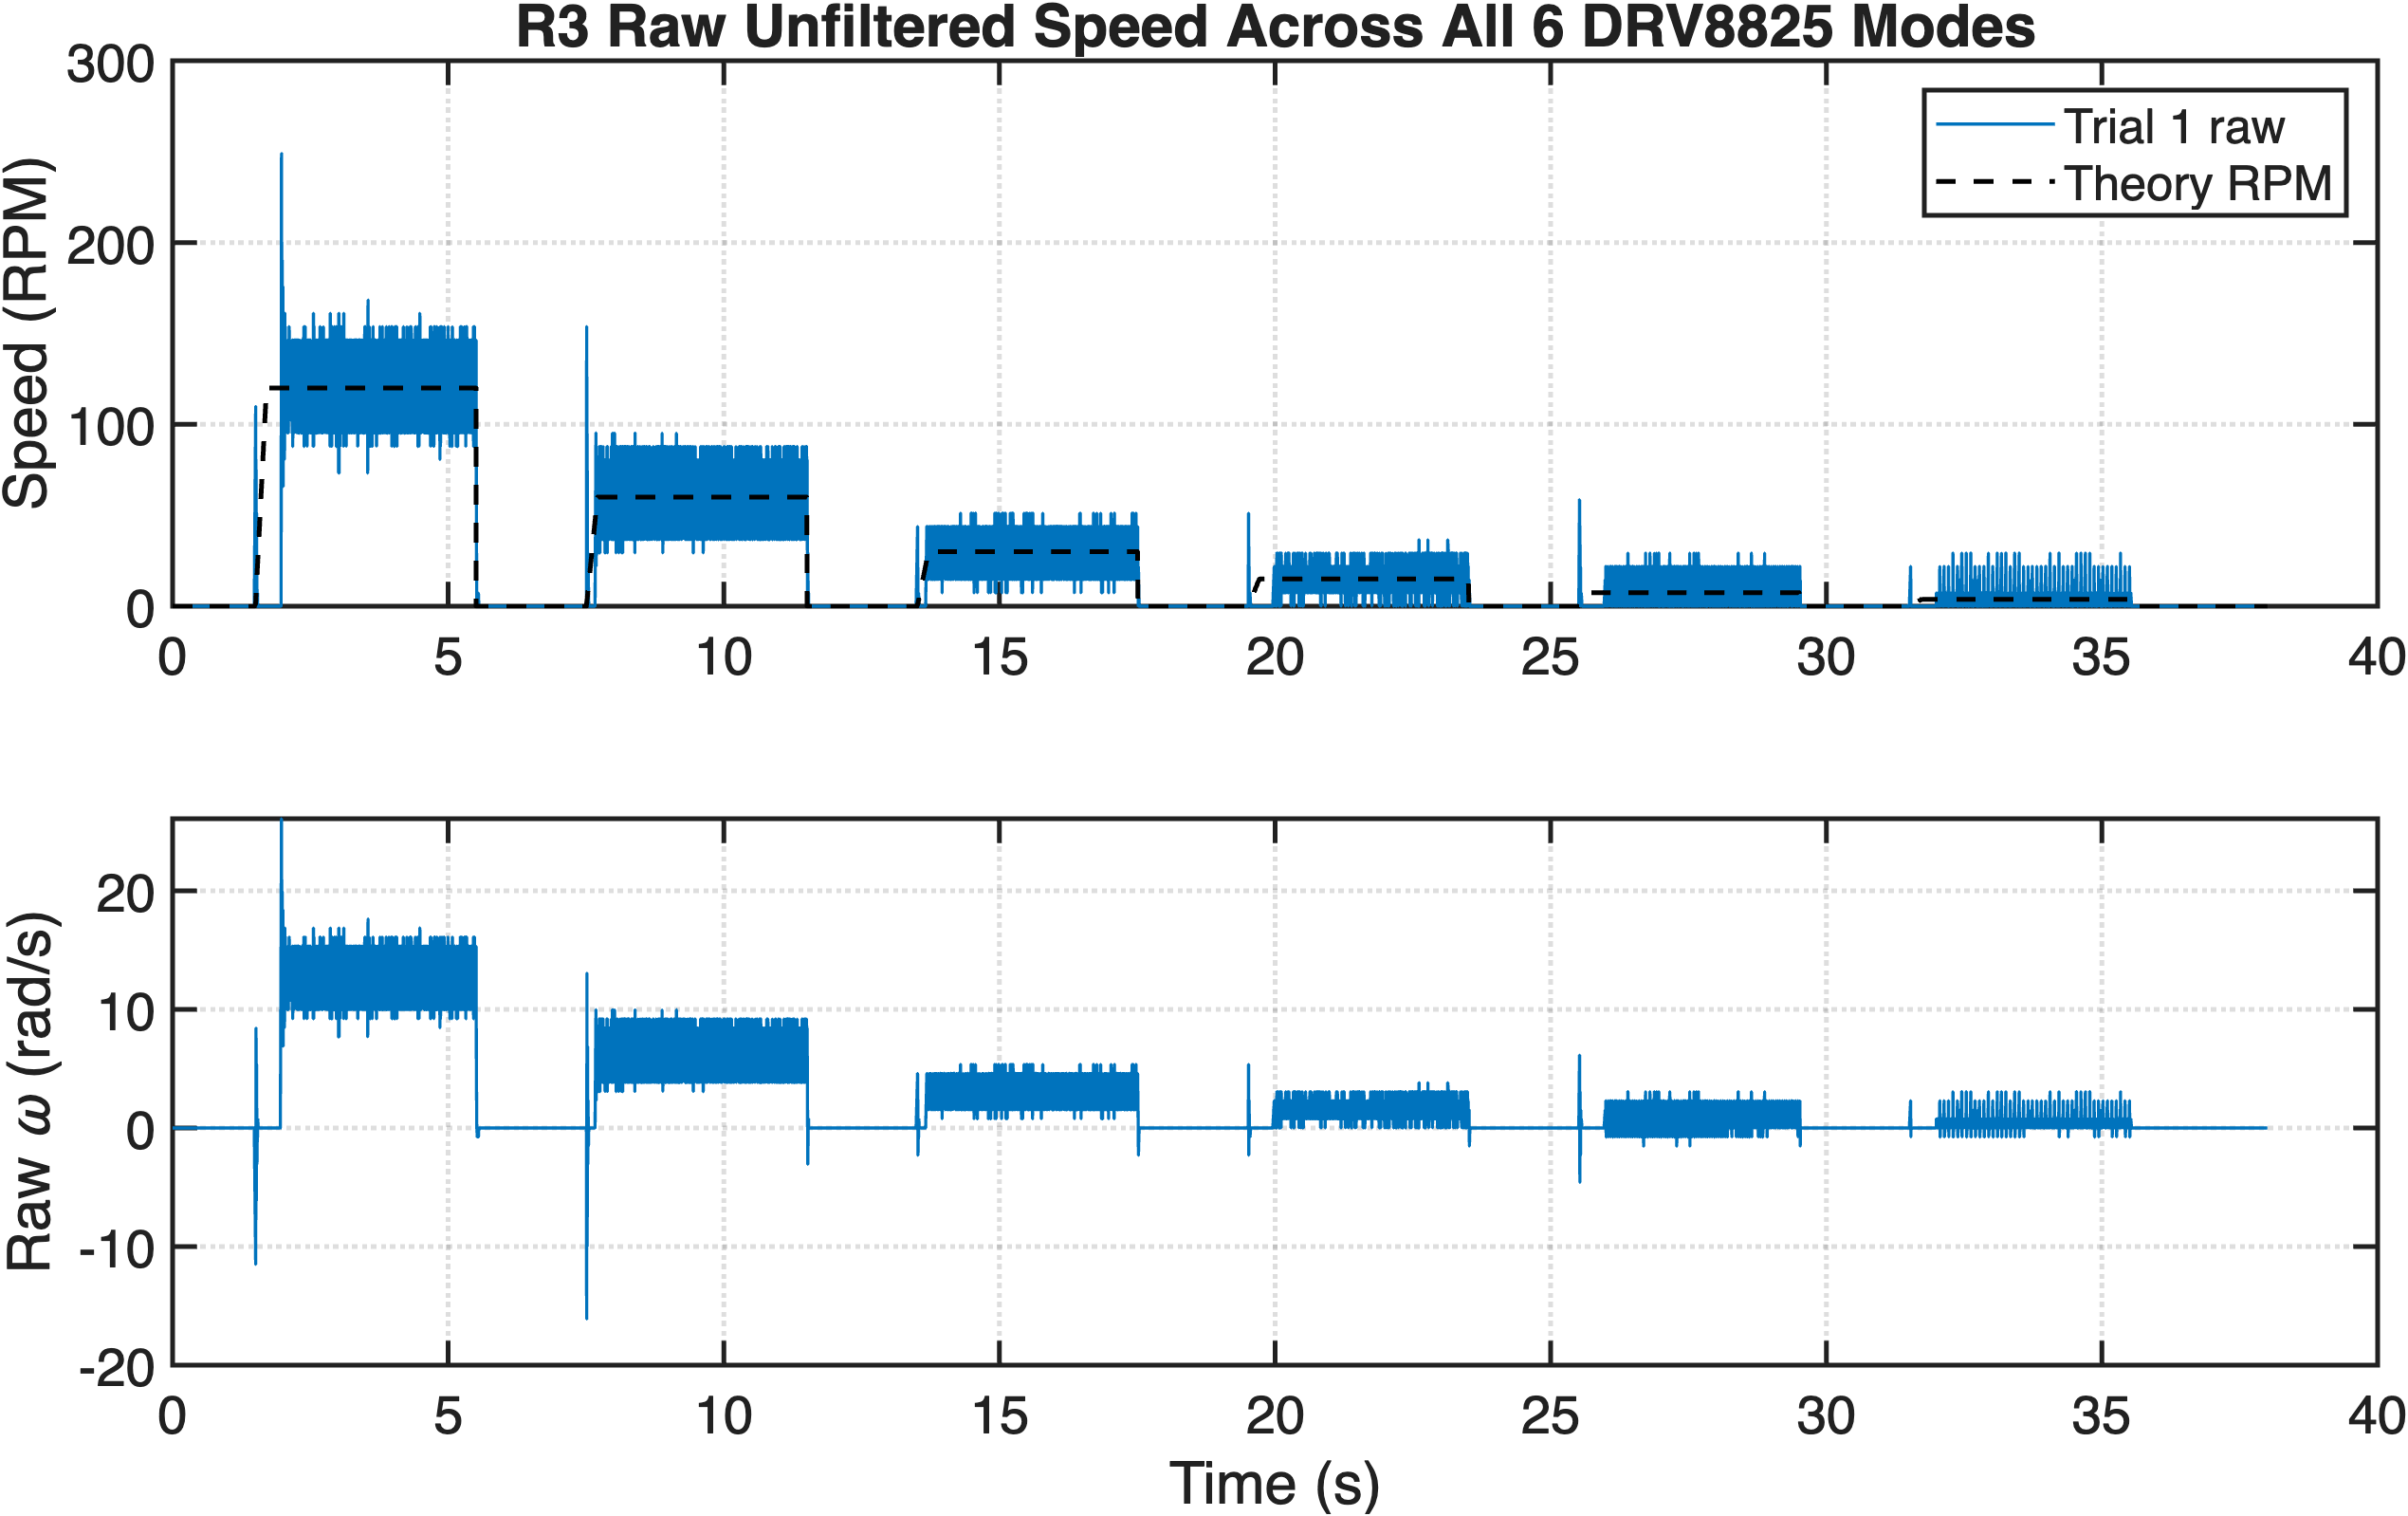 R3 Raw Unfiltered Speed Across All 6 DRV8825 Modes
Speed (RPM)
300
200
100
0
Trial 1 raw
Theory RPM
0 5 10 15 20 25 30 35 40
Raw ω (rad/s)
20
10
0
-10
-20
0 5 10 15 20 25 30 35 40
Time (s)